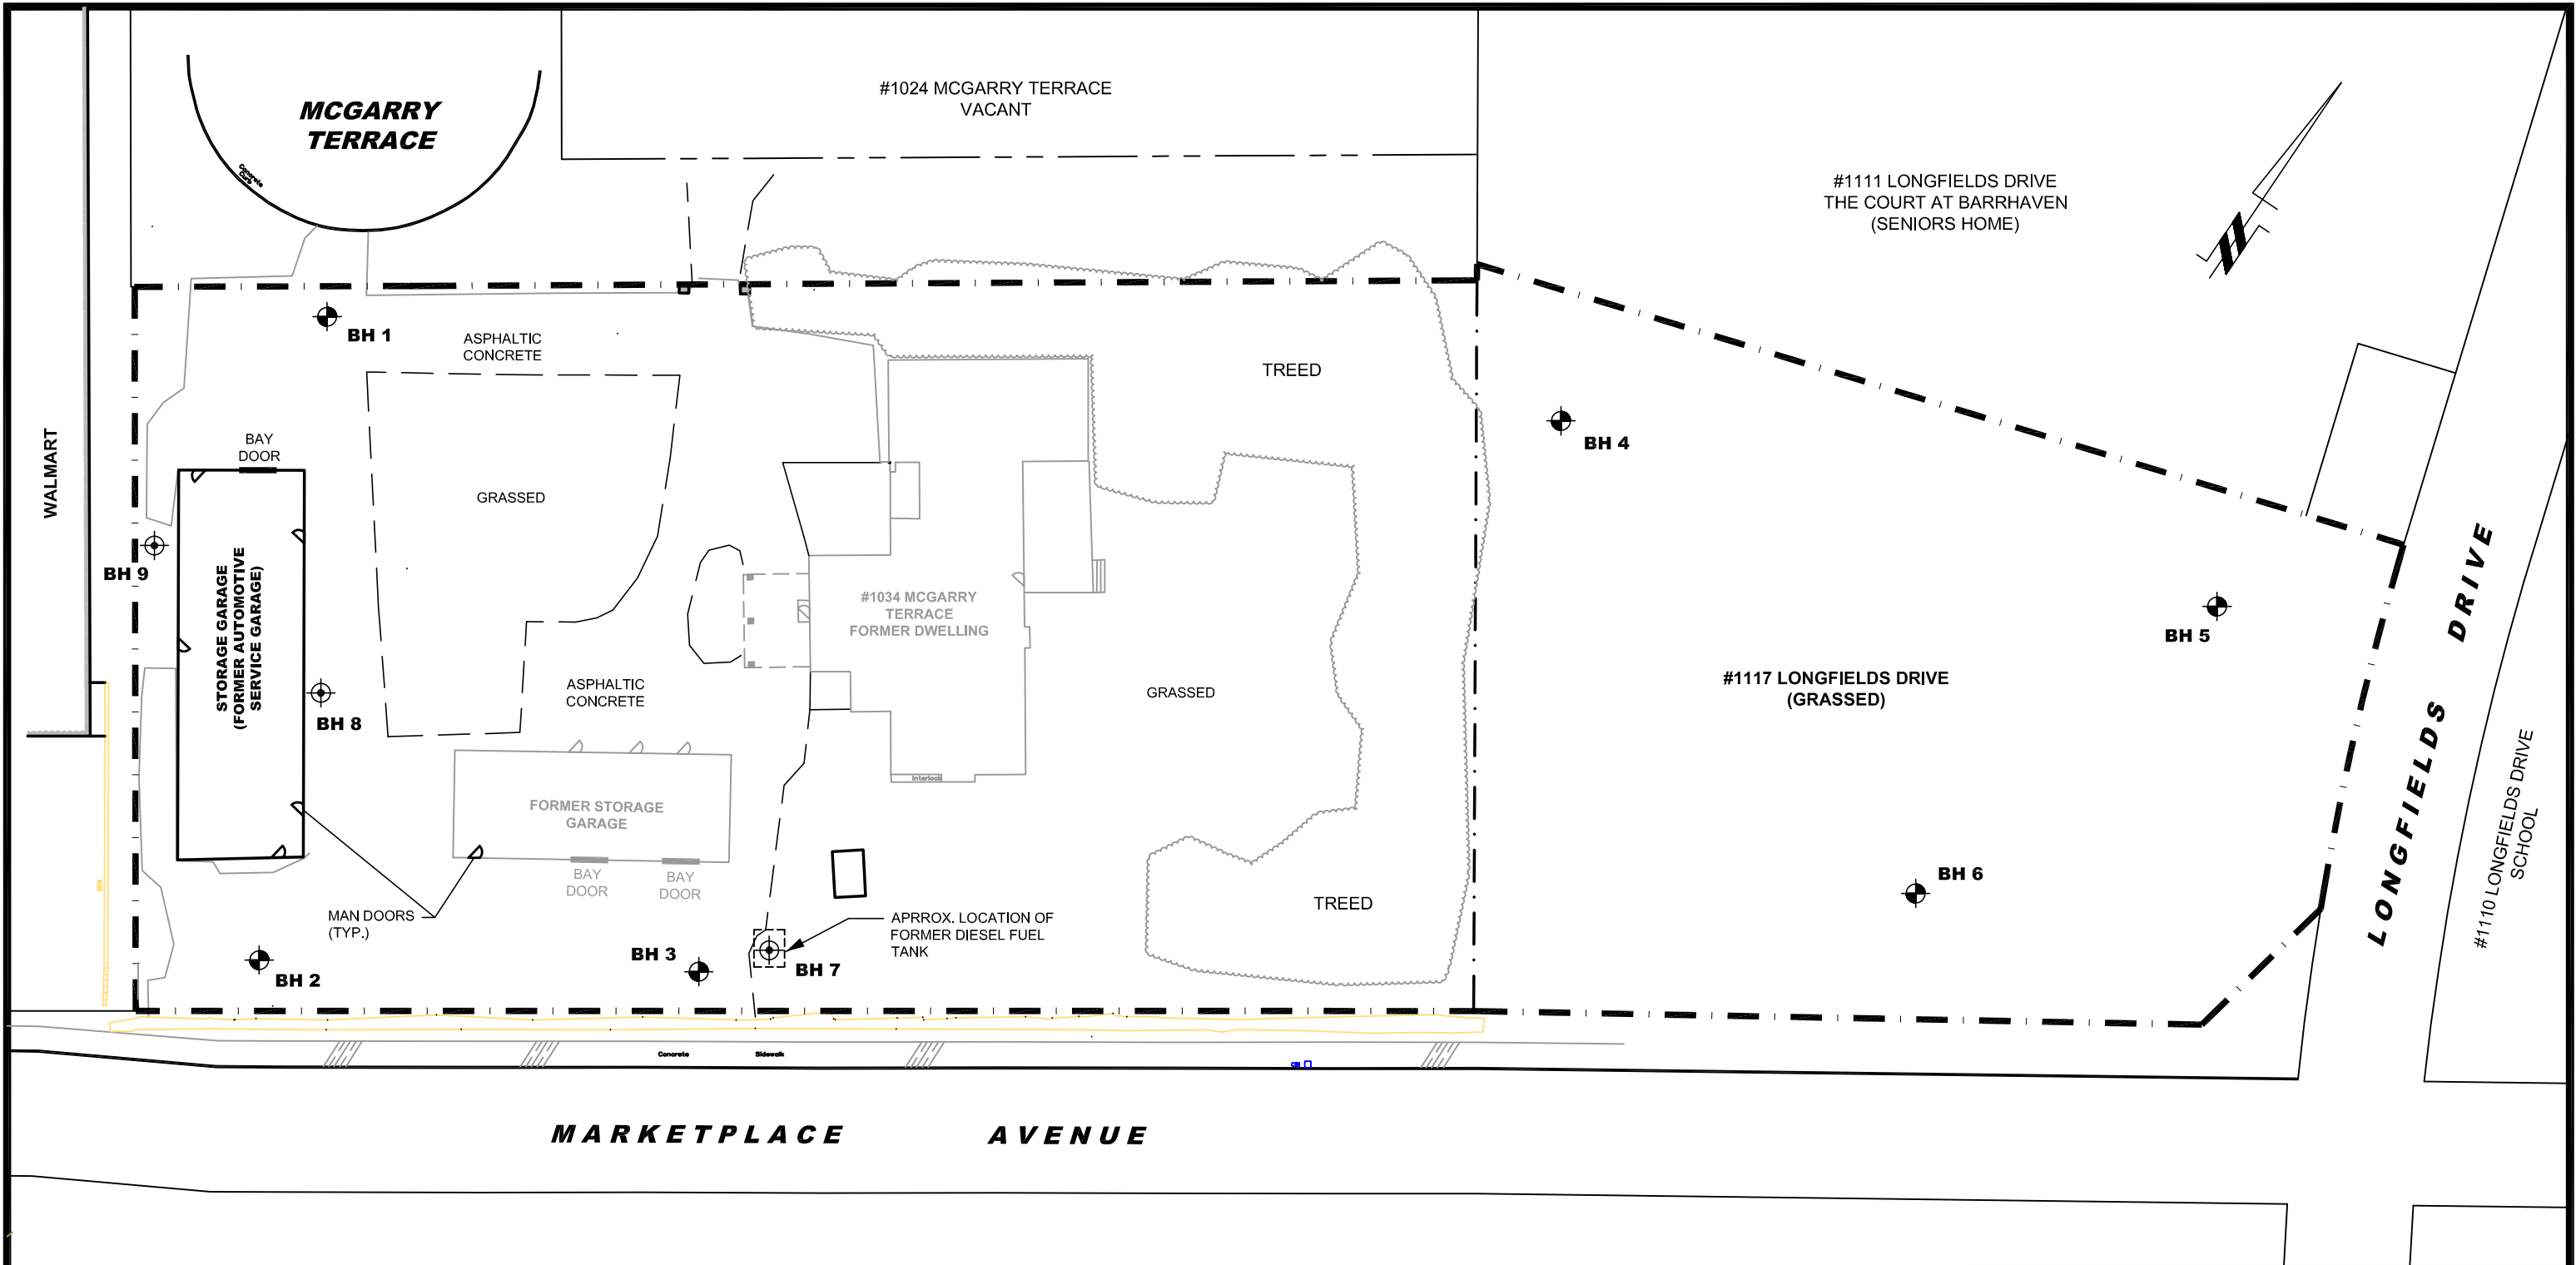 #1024 MCGARRY TERRACE
VACANT
MCGARRY
TERRACE
Concrete
Curb
#1111 LONGFIELDS DRIVE
THE COURT AT BARRHAVEN
(SENIORS HOME)
N
BH 1
ASPHALTIC
CONCRETE
TREED
BH 4
WALMART
BAY
DOOR
GRASSED
BH 9
STORAGE GARAGE
(FORMER AUTOMOTIVE
SERVICE GARAGE)
#1034 MCGARRY
TERRACE
FORMER DWELLING
BH 5
LONGFIELDS DRIVE
ASPHALTIC
CONCRETE
GRASSED
#1117 LONGFIELDS DRIVE
(GRASSED)
BH 8
Interlock
#1110 LONGFIELDS DRIVE
SCHOOL
FORMER STORAGE
GARAGE
BAY
DOOR
BAY
DOOR
BH 6
MAN DOORS
(TYP.)
APRROX. LOCATION OF
FORMER DIESEL FUEL
TANK
TREED
BH 2
BH 3
BH 7
Concrete Sidewalk
MARKETPLACE AVENUE